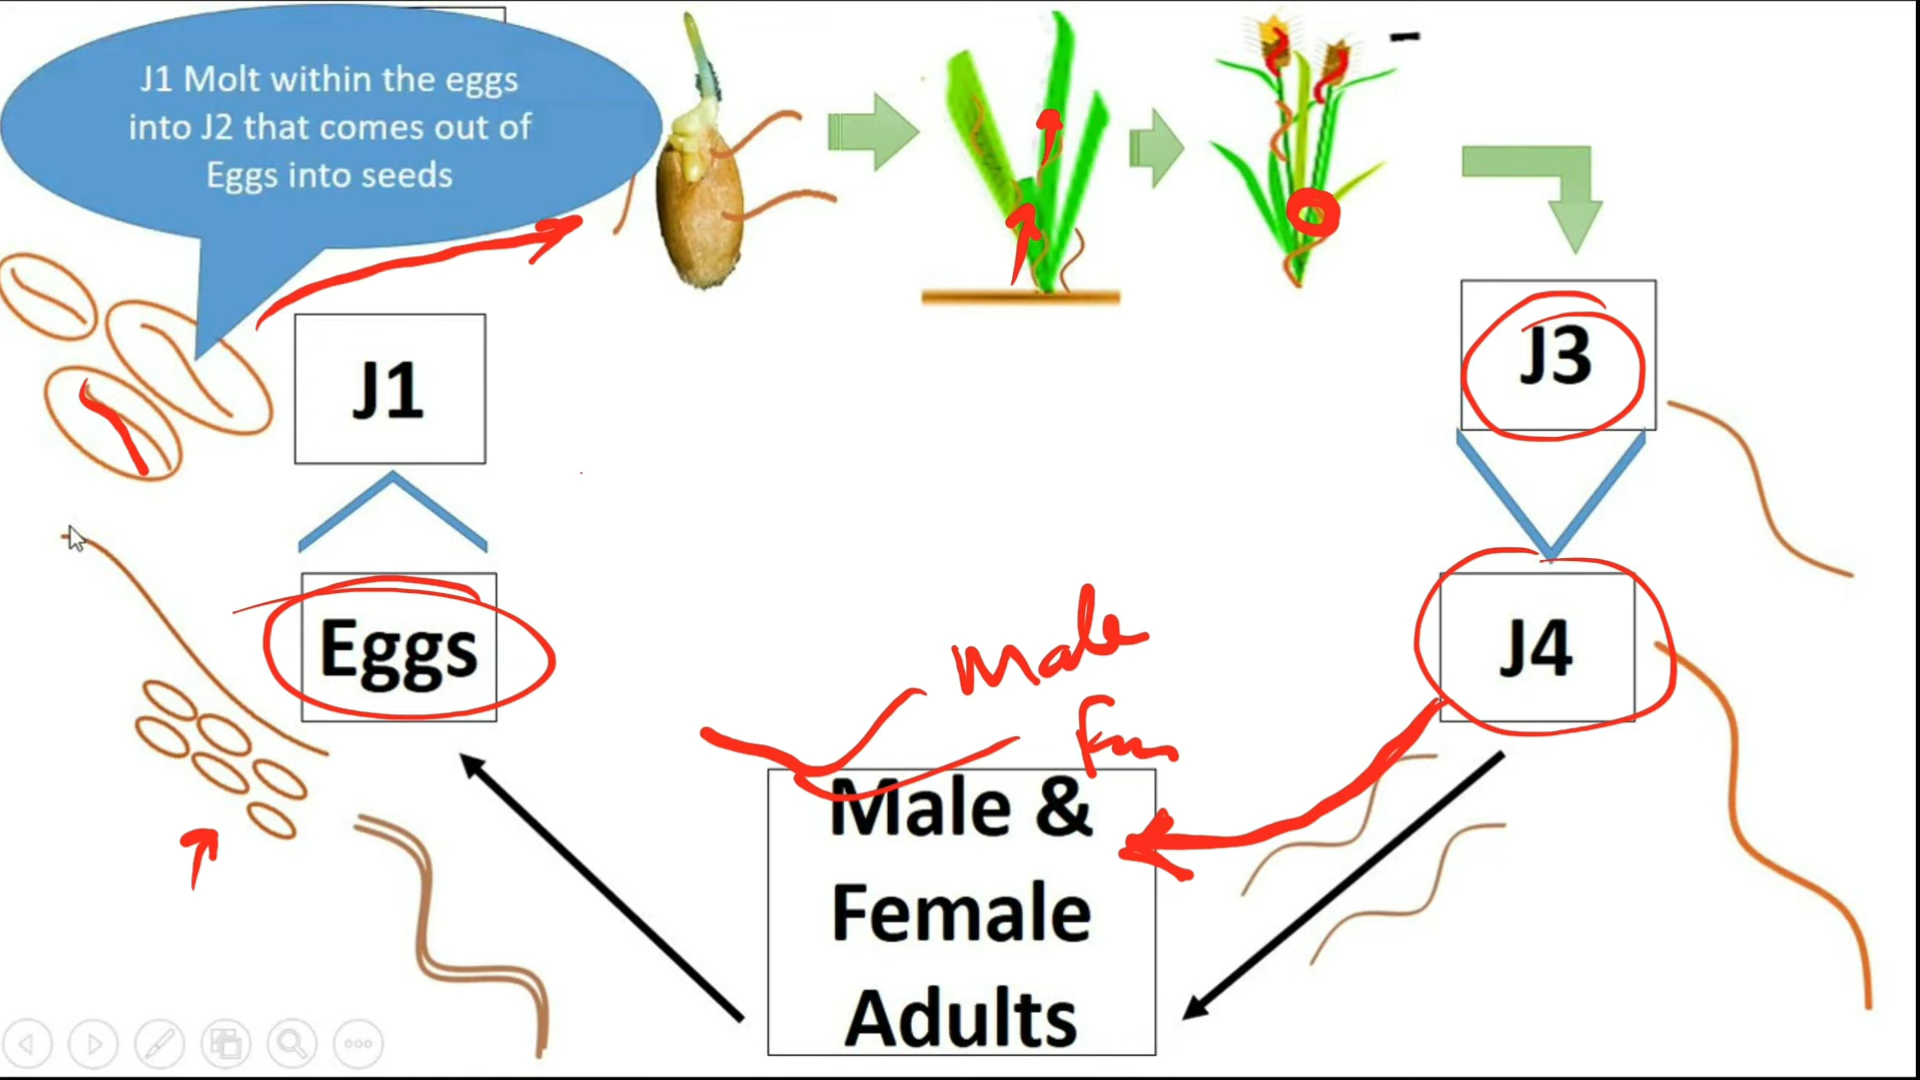 J1 Molt within the eggs
into J2 that comes out of
Eggs into seeds
J1
J3
Eggs
J4
Male
Male &
Female
Adults